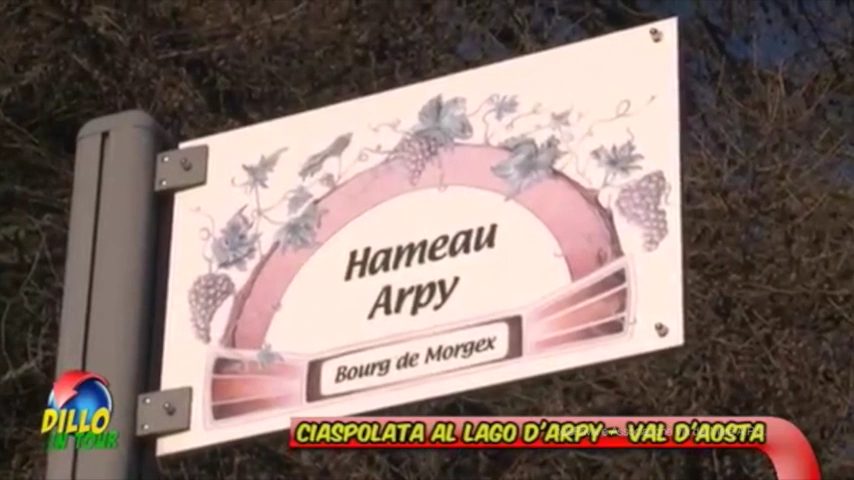 Hameau
Arpy
Bourg de Morgex
DILLO
IN TOUR
CIASPOLATA AL LAGO D'ARPY - VAL D'AOSTA